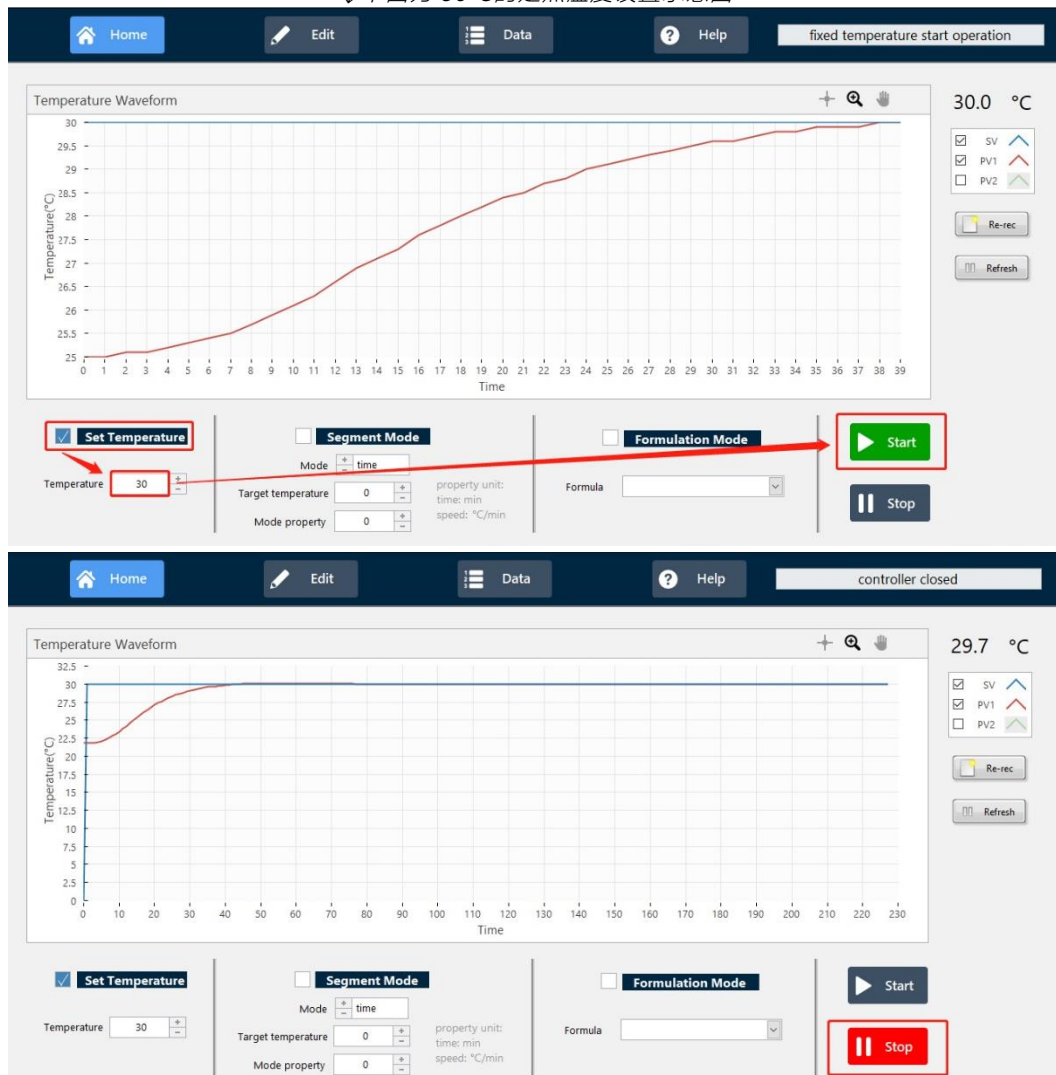 Home Edit Data Help fixed temperature start operation
Temperature Waveform
30.0 °C
30
29.5
29
28.5
28
27.5
27
26.5
26
25.5
25
Temperature(°C)
0 1 2 3 4 5 6 7 8 9 10 11 12 13 14 15 16 17 18 19 20 21 22 23 24 25 26 27 28 29 30 31 32 33 34 35 36 37 38 39
Time
SV
PV1
PV2
Re-rec
Refresh
Set Temperature
Temperature 30
Segment Mode
Mode time
Target temperature 0
Mode property 0
property unit:
time: min
speed: °C/min
Formulation Mode
Formula
Start
Stop
Home Edit Data Help controller closed
Temperature Waveform
29.7 °C
32.5
30
27.5
25
22.5
20
17.5
15
12.5
10
7.5
5
2.5
0
Temperature(°C)
0 10 20 30 40 50 60 70 80 90 100 110 120 130 140 150 160 170 180 190 200 210 220 230
Time
SV
PV1
PV2
Re-rec
Refresh
Set Temperature
Temperature 30
Segment Mode
Mode time
Target temperature 0
Mode property 0
property unit:
time: min
speed: °C/min
Formulation Mode
Formula
Start
Stop